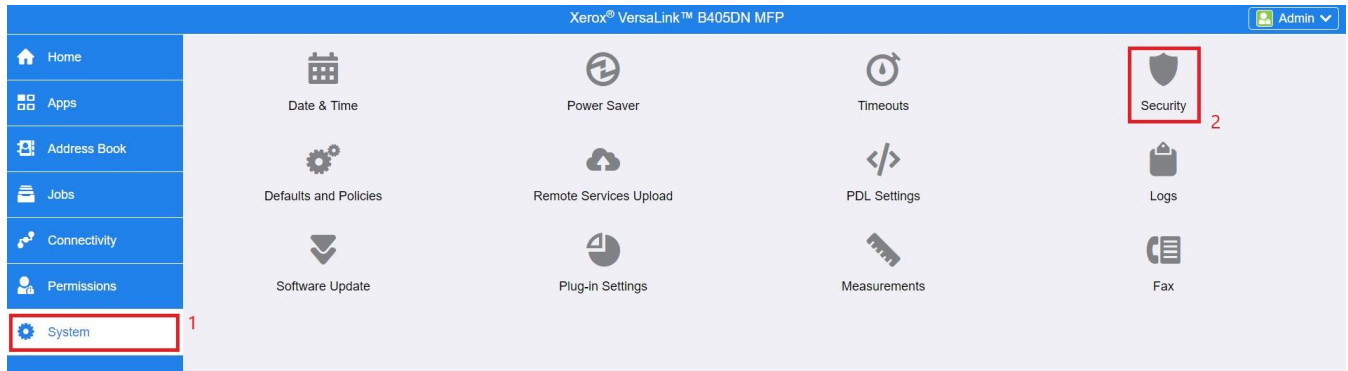 Xerox® VersaLink™ B405DN MFP
Admin
Home
Apps
Address Book
Jobs
Connectivity
Permissions
System
1
Date & Time
Power Saver
Timeouts
Security
2
Defaults and Policies
Remote Services Upload
PDL Settings
Logs
Software Update
Plug-in Settings
Measurements
Fax